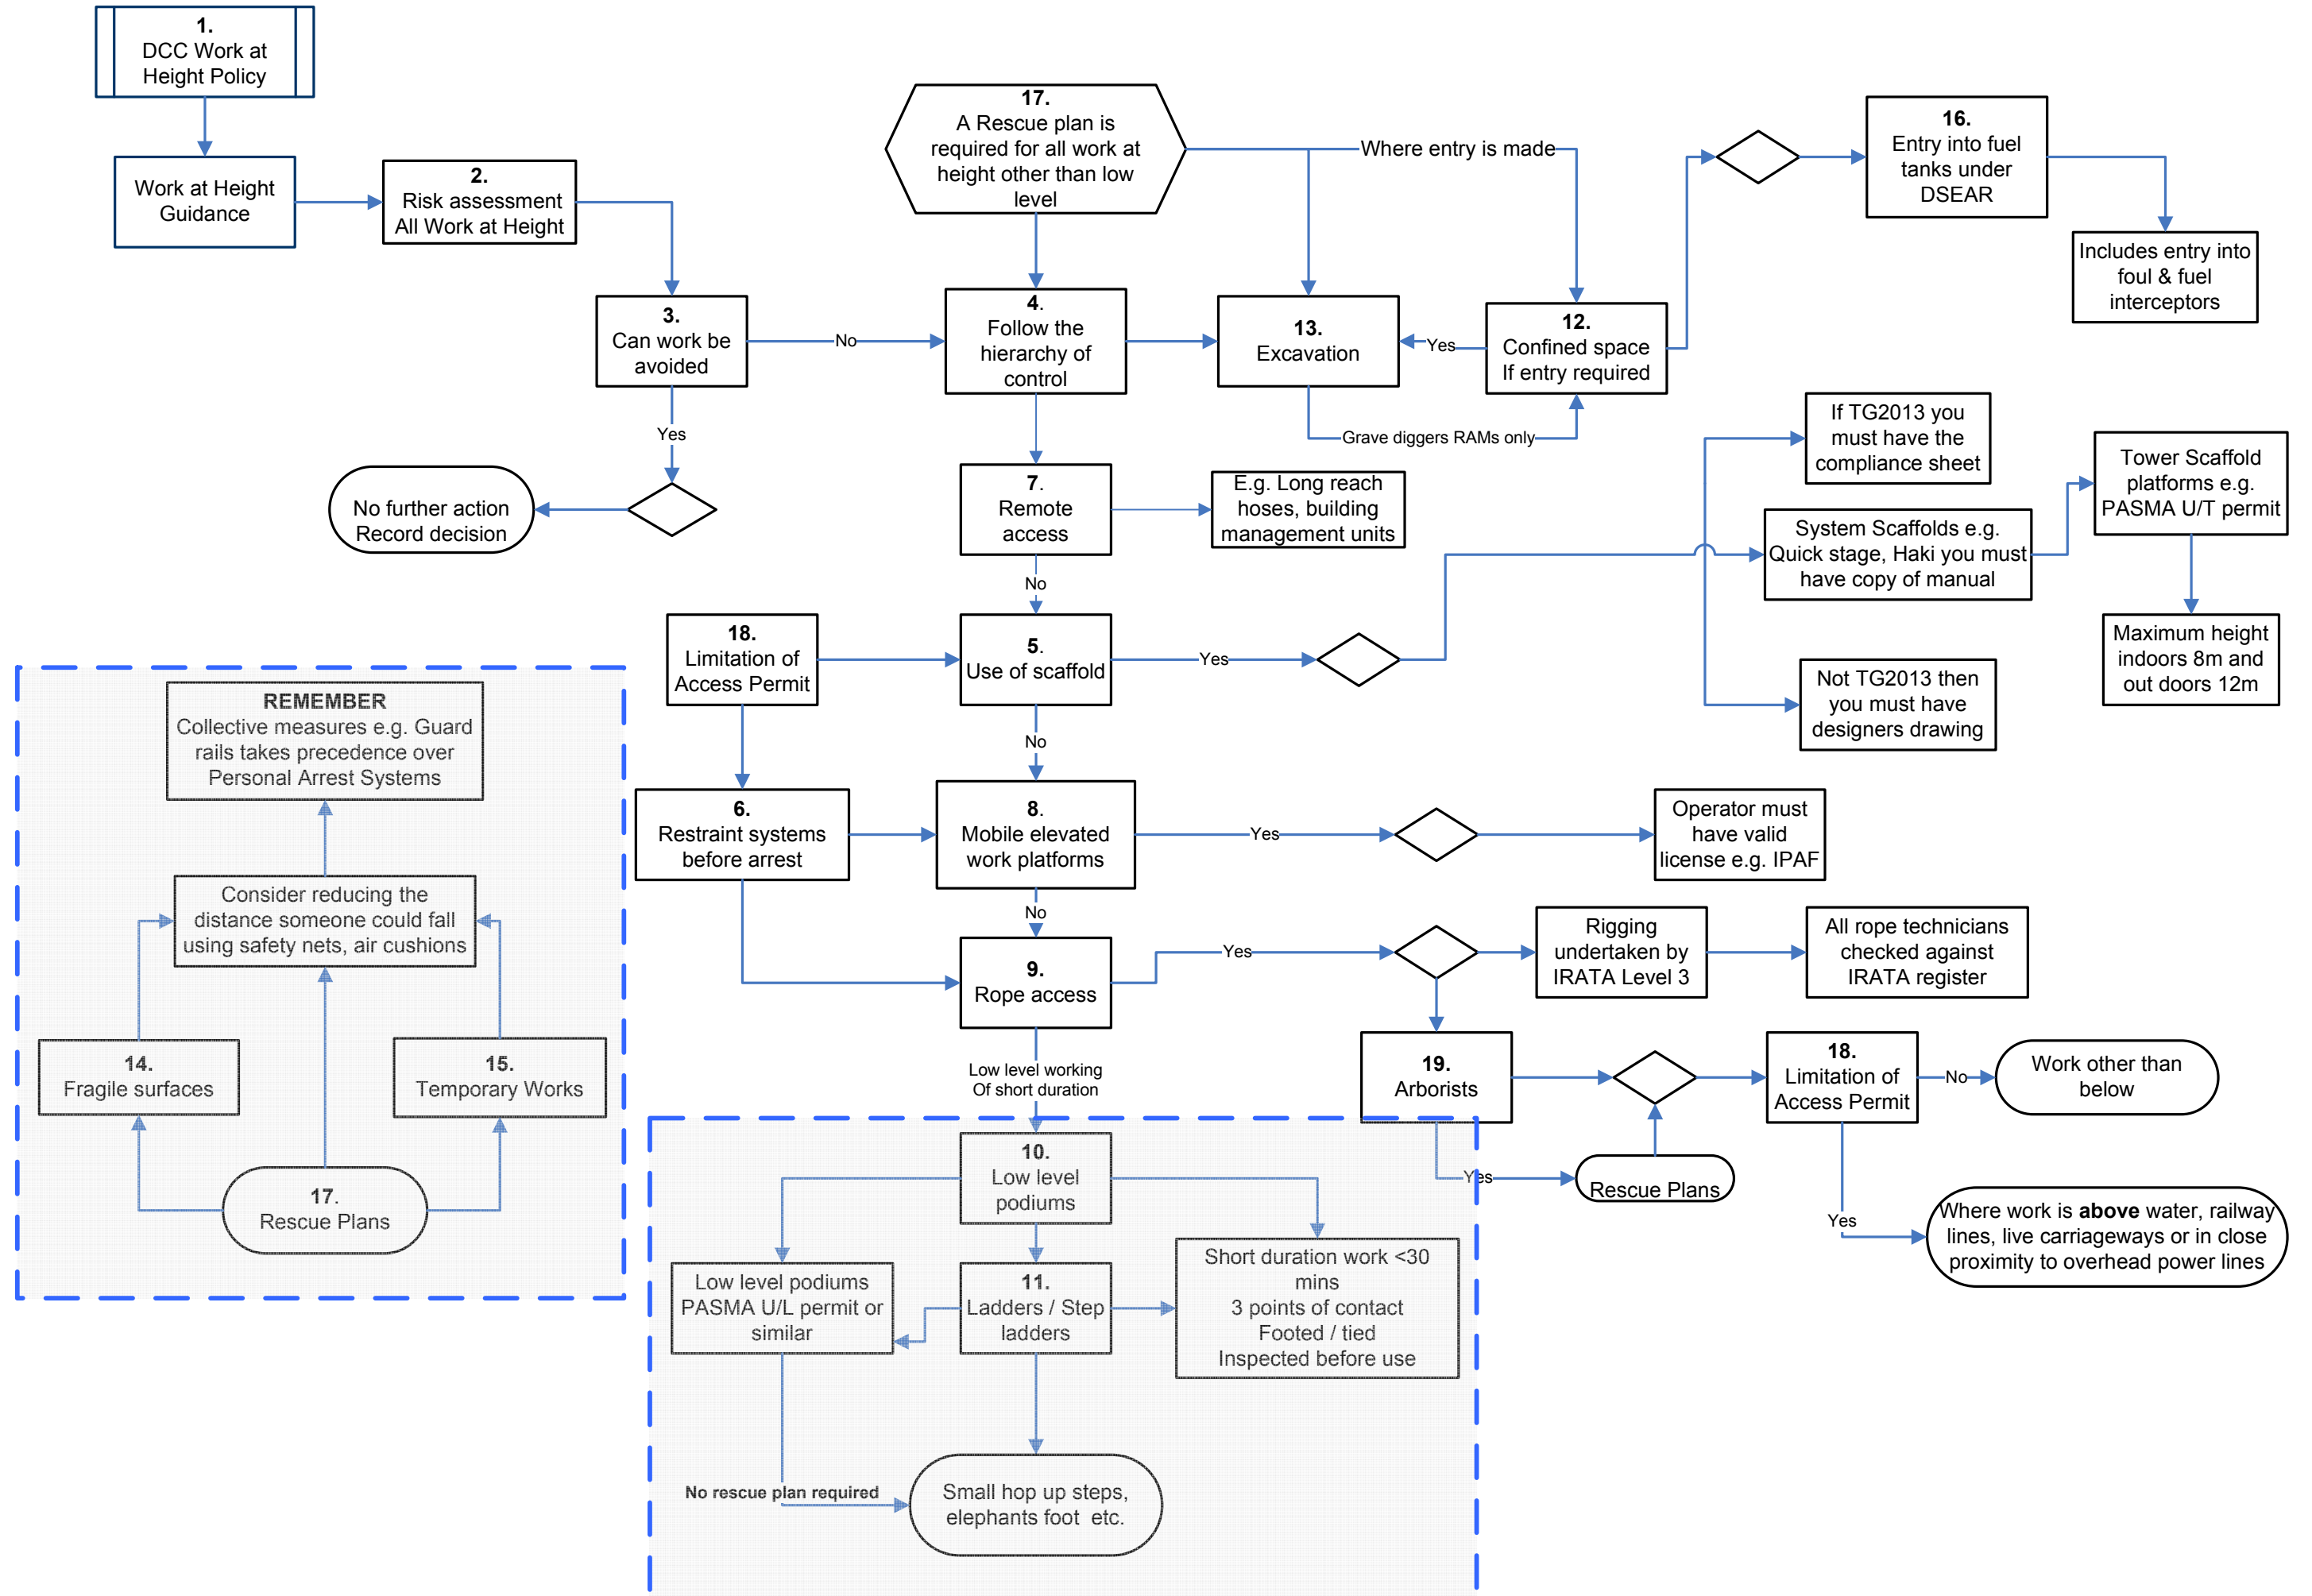 1.
DCC Work at
Height Policy
Work at Height
Guidance
2.
Risk assessment
All Work at Height
3.
Can work be
avoided
No
Yes
No further action
Record decision
17.
A Rescue plan is
required for all work at
height other than low
level
Where entry is made
4.
Follow the
hierarchy of
control
13.
Excavation
Yes
12.
Confined space
If entry required
Grave diggers RAMs only
16.
Entry into fuel
tanks under
DSEAR
Includes entry into
foul & fuel
interceptors
7.
Remote
access
E.g. Long reach
hoses, building
management units
No
If TG2013 you
must have the
compliance sheet
System Scaffolds e.g.
Quick stage, Haki you must
have copy of manual
Tower Scaffold
platforms e.g.
PASMA U/T permit
Maximum height
indoors 8m and
out doors 12m
Not TG2013 then
you must have
designers drawing
18.
Limitation of
Access Permit
5.
Use of scaffold
Yes
No
6.
Restraint systems
before arrest
8.
Mobile elevated
work platforms
Yes
Operator must
have valid
license e.g. IPAF
No
9.
Rope access
Yes
Rigging
undertaken by
IRATA Level 3
All rope technicians
checked against
IRATA register
Low level working
Of short duration
19.
Arborists
Yes
Rescue Plans
18.
Limitation of
Access Permit
No
Work other than
below
Yes
Where work is above water, railway
lines, live carriageways or in close
proximity to overhead power lines
REMEMBER
Collective measures e.g. Guard
rails takes precedence over
Personal Arrest Systems
Consider reducing the
distance someone could fall
using safety nets, air cushions
14.
Fragile surfaces
15.
Temporary Works
17.
Rescue Plans
10.
Low level
podiums
Low level podiums
PASMA U/L permit or
similar
11.
Ladders / Step
ladders
Short duration work <30
mins
3 points of contact
Footed / tied
Inspected before use
No rescue plan required
Small hop up steps,
elephants foot etc.